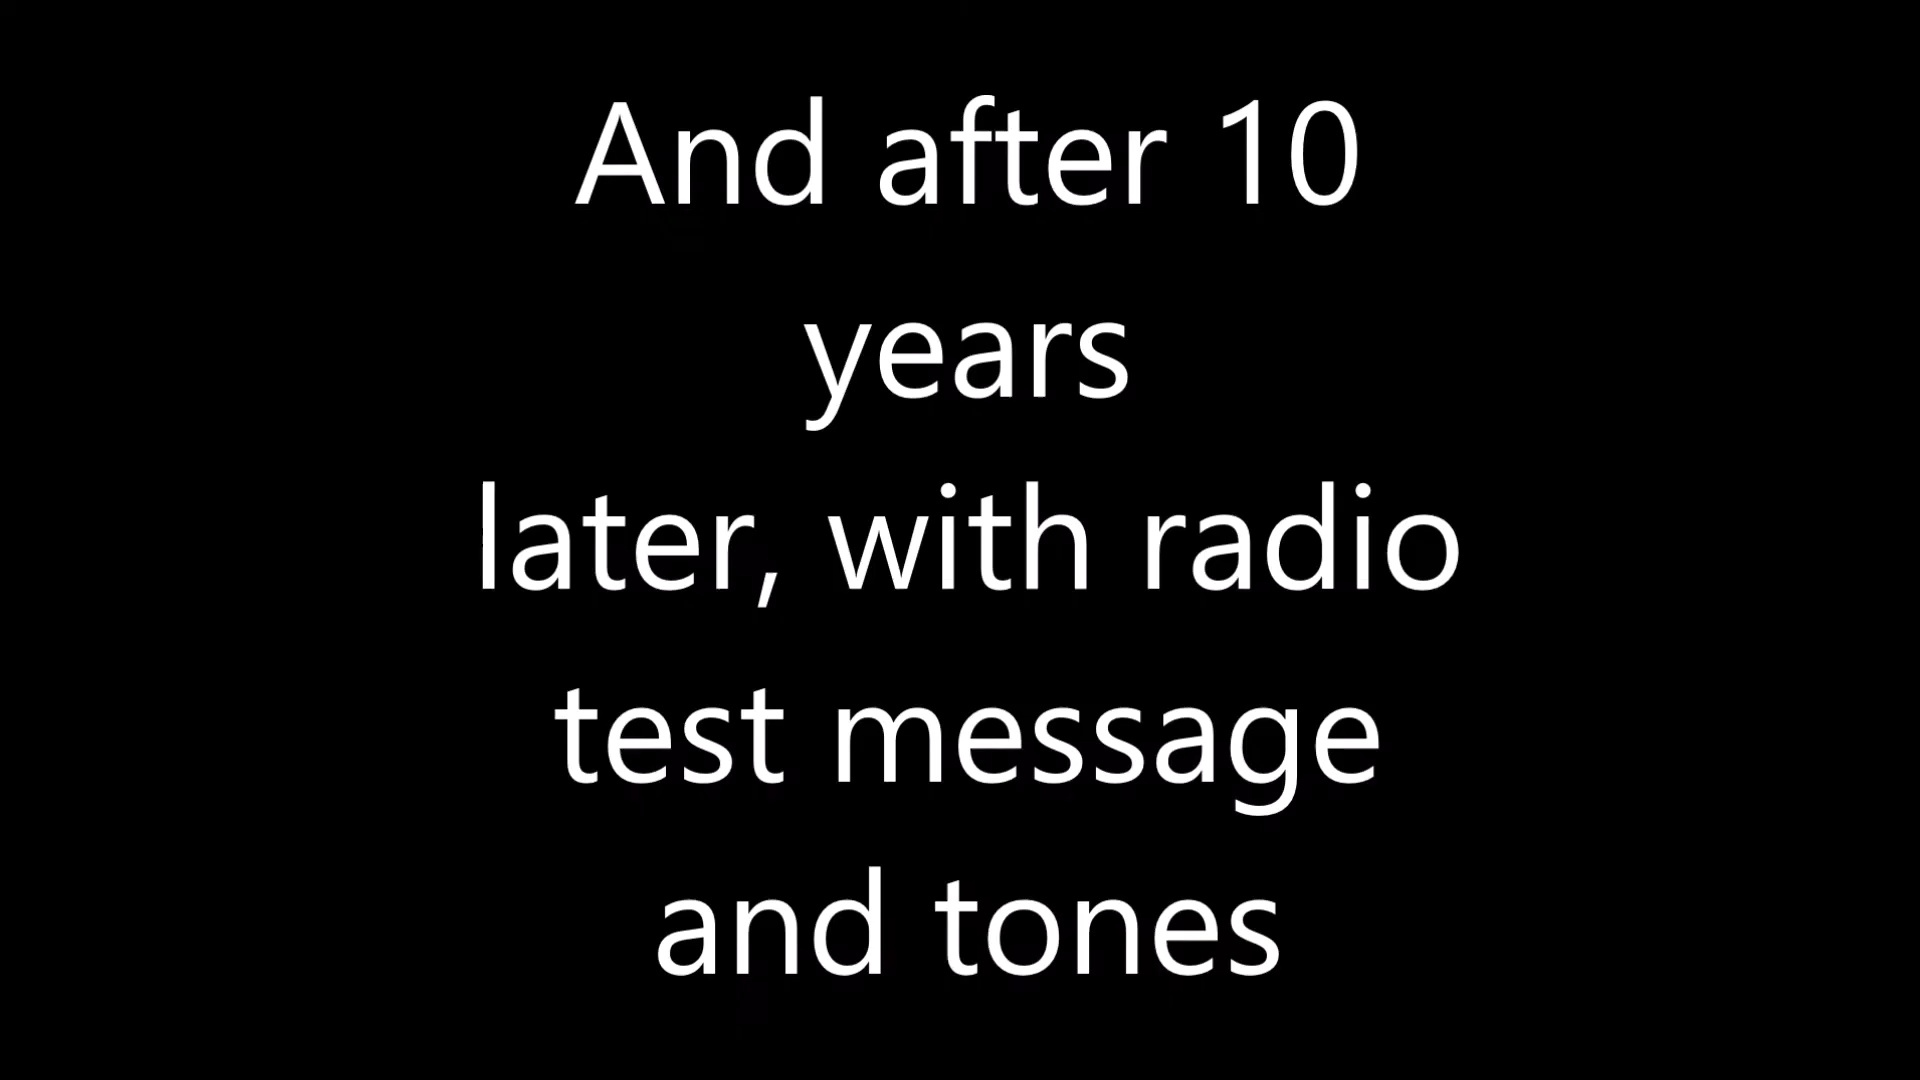 And after 10
years
later, with radio
test message
and tones